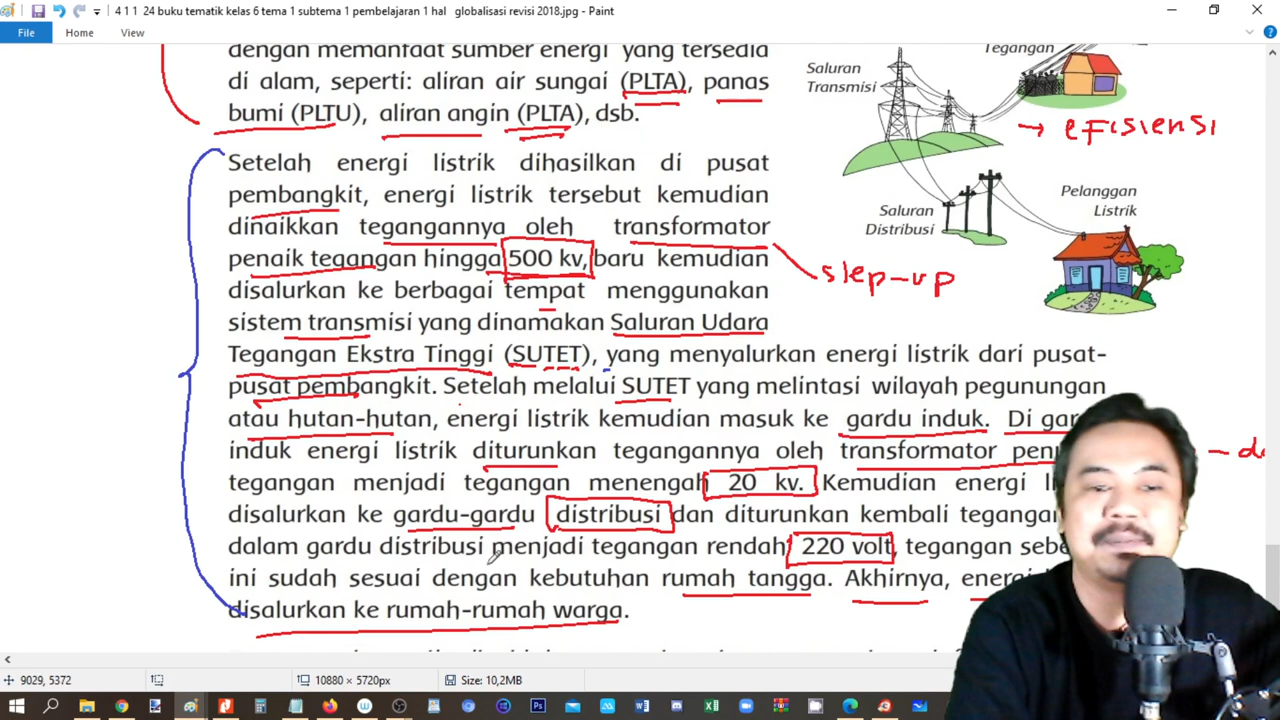 4 1 1 24 buku tematik kelas 6 tema 1 subtema 1 pembelajaran 1 hal globalisasi revisi 2018.jpg - Paint
File Home View
dengan memanfaat sumber energi yang tersedia
di alam, seperti: aliran air sungai (PLTA), panas
bumi (PLTU), aliran angin (PLTA), dsb.
Tegangan
Saluran
Transmisi
→ efisiensi
Pelanggan
Listrik
Saluran
Distribusi
Setelah energi listrik dihasilkan di pusat
pembangkit, energi listrik tersebut kemudian
dinaikkan tegangannya oleh transformator
penaik tegangan hingga 500 kv, baru kemudian
step-up
disalurkan ke berbagai tempat menggunakan
sistem transmisi yang dinamakan Saluran Udara
Tegangan Ekstra Tinggi (SUTET), yang menyalurkan energi listrik dari pusat-
pusat pembangkit. Setelah melalui SUTET yang melintasi wilayah pegunungan
atau hutan-hutan, energi listrik kemudian masuk ke gardu induk. Di
induk energi listrik diturunkan tegangannya oleh transformator
tegangan menjadi tegangan menengah 20 kv. Kemudian energi
disalurkan ke gardu-gardu distribusi dan diturunkan kembali
dalam gardu distribusi menjadi tegangan rendah 220 volt, tegangan
ini sudah sesuai dengan kebutuhan rumah tangga. Akhirnya,
disalurkan ke rumah-rumah warga.
9029, 5372 10880 × 5720px Size: 10,2MB